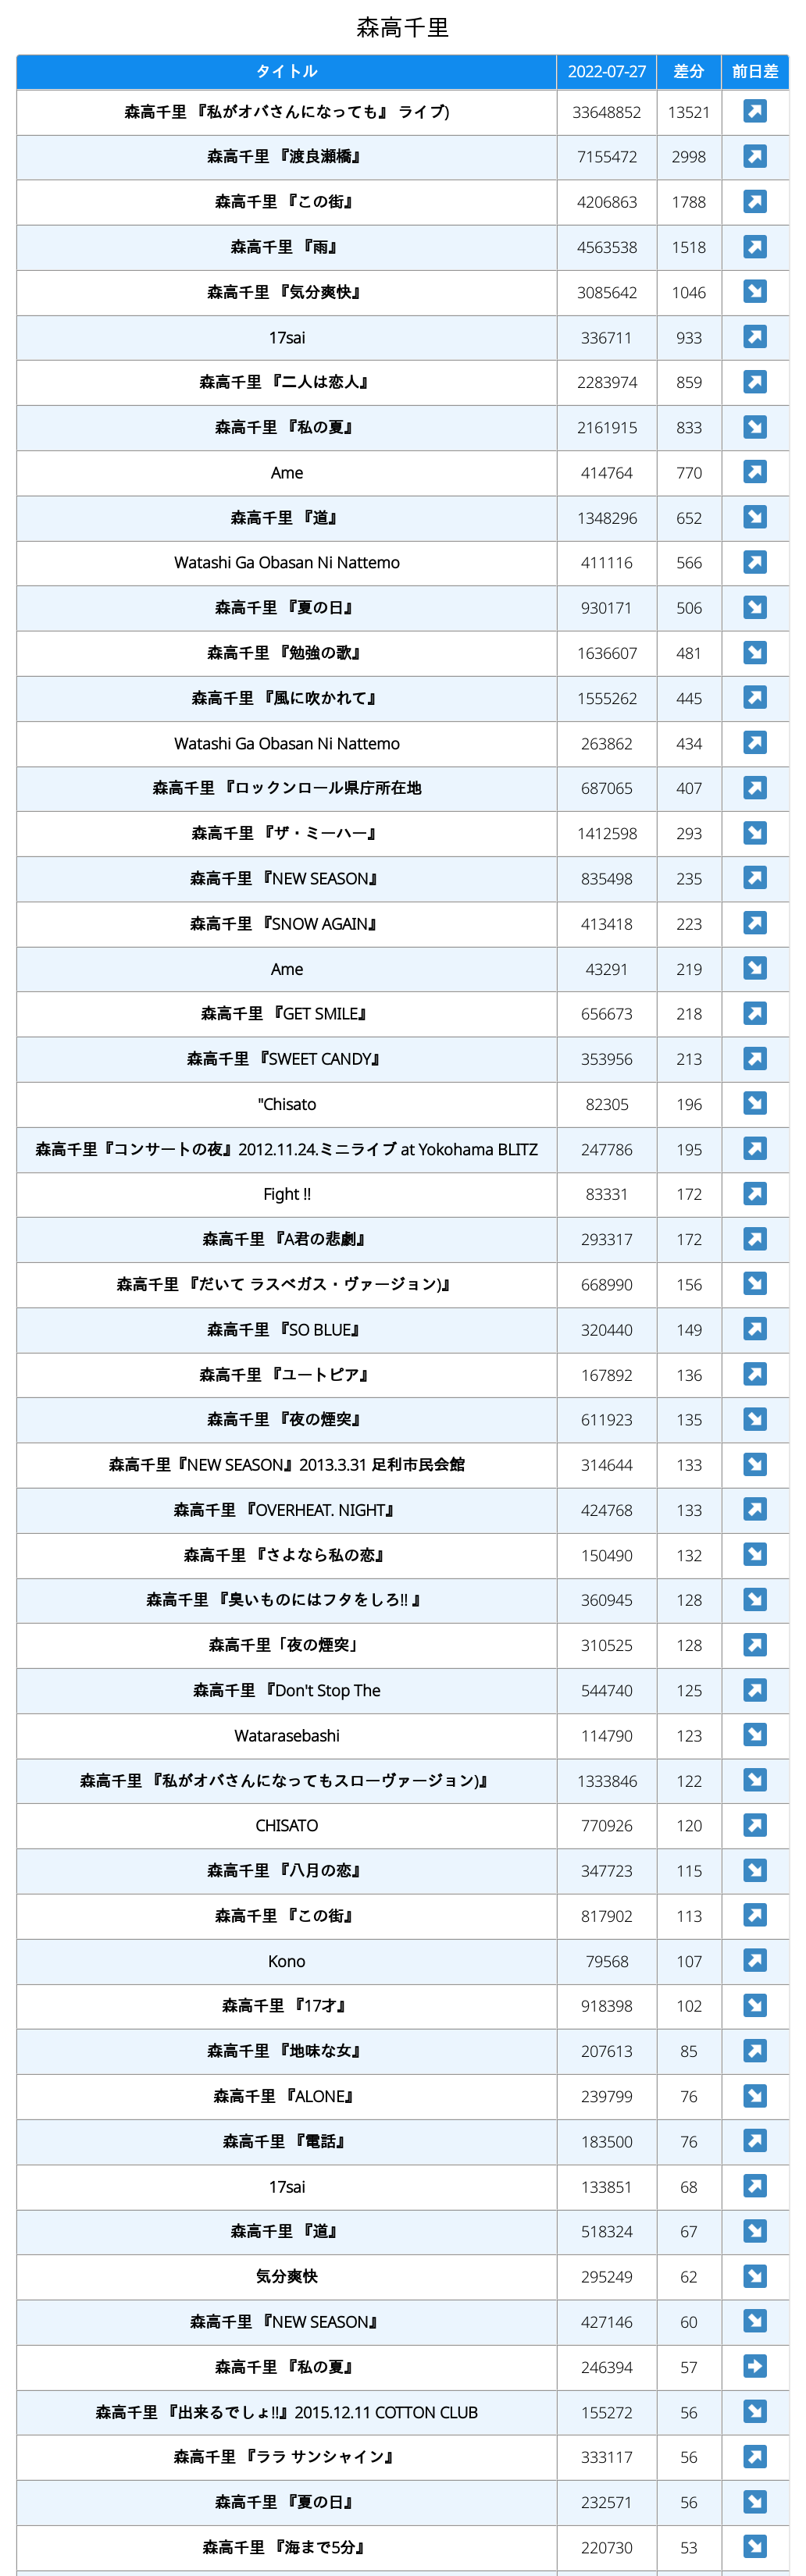 森高千里
タイトル 2022-07-27 差分 前日差
森高千里 『私がオバさんになっても』 ライブ) 33648852 13521
森高千里 『渡良瀬橋』 7155472 2998
森高千里 『この街』 4206863 1788
森高千里 『雨』 4563538 1518
森高千里 『気分爽快』 3085642 1046
17sai 336711 933
森高千里 『二人は恋人』 2283974 859
森高千里 『私の夏』 2161915 833
Ame 414764 770
森高千里 『道』 1348296 652
Watashi Ga Obasan Ni Nattemo 411116 566
森高千里 『夏の日』 930171 506
森高千里 『勉強の歌』 1636607 481
森高千里 『風に吹かれて』 1555262 445
Watashi Ga Obasan Ni Nattemo 263862 434
森高千里 『ロックンロール県庁所在地 687065 407
森高千里 『ザ・ミーハー』 1412598 293
森高千里 『NEW SEASON』 835498 235
森高千里 『SNOW AGAIN』 413418 223
Ame 43291 219
森高千里 『GET SMILE』 656673 218
森高千里 『SWEET CANDY』 353956 213
"Chisato 82305 196
森高千里『コンサートの夜』2012.11.24.ミニライブ at Yokohama BLITZ 247786 195
Fight !! 83331 172
森高千里 『A君の悲劇』 293317 172
森高千里 『だいて ラスベガス・ヴァージョン)』 668990 156
森高千里 『SO BLUE』 320440 149
森高千里 『ユートピア』 167892 136
森高千里 『夜の煙突』 611923 135
森高千里『NEW SEASON』2013.3.31 足利市民会館 314644 133
森高千里 『OVERHEAT. NIGHT』 424768 133
森高千里 『さよなら私の恋』 150490 132
森高千里 『臭いものにはフタをしろ!! 』 360945 128
森高千里「夜の煙突」 310525 128
森高千里 『Don't Stop The 544740 125
Watarasebashi 114790 123
森高千里 『私がオバさんになってもスローヴァージョン)』 1333846 122
CHISATO 770926 120
森高千里 『八月の恋』 347723 115
森高千里 『この街』 817902 113
Kono 79568 107
森高千里 『17才』 918398 102
森高千里 『地味な女』 207613 85
森高千里 『ALONE』 239799 76
森高千里 『電話』 183500 76
17sai 133851 68
森高千里 『道』 518324 67
気分爽快 295249 62
森高千里 『NEW SEASON』 427146 60
森高千里 『私の夏』 246394 57
森高千里 『出来るでしょ!!』2015.12.11 COTTON CLUB 155272 56
森高千里 『ララ サンシャイン』 333117 56
森高千里 『夏の日』 232571 56
森高千里 『海まで5分』 220730 53